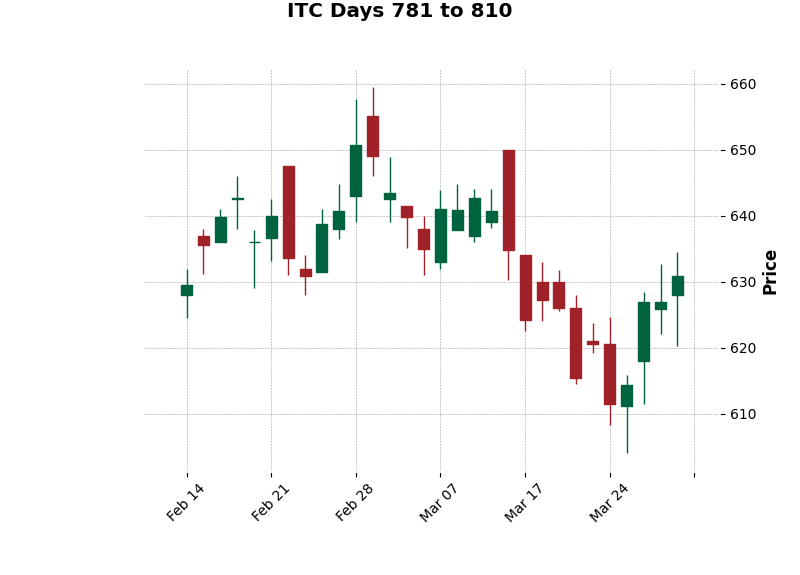 ITC Days 781 to 810
660
650
640
630
620
610
Price
Feb 14
Feb 21
Feb 28
Mar 07
Mar 17
Mar 24